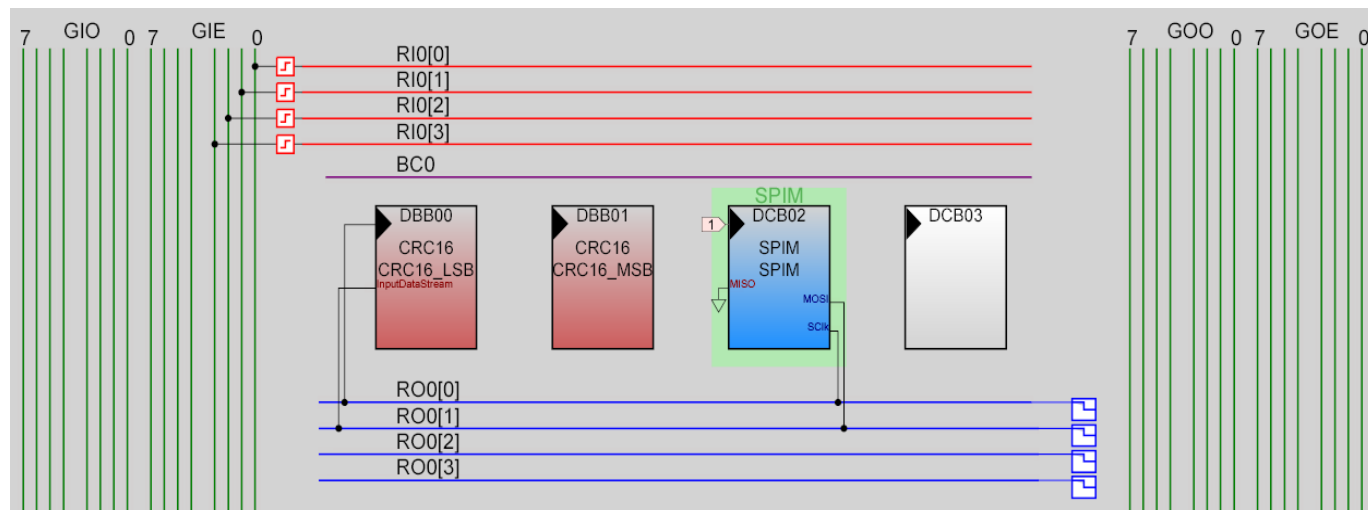 7 GIO 0 7 GIE 0
7 GOO 0 7 GOE 0
RI0[0]
RI0[1]
RI0[2]
RI0[3]
BC0
SPIM
DBB00
CRC16
CRC16_LSB
InputDataStream
DBB01
CRC16
CRC16_MSB
1
DCB02
SPIM
SPIM
MISO
MOSI
SClk
DCB03
RO0[0]
RO0[1]
RO0[2]
RO0[3]